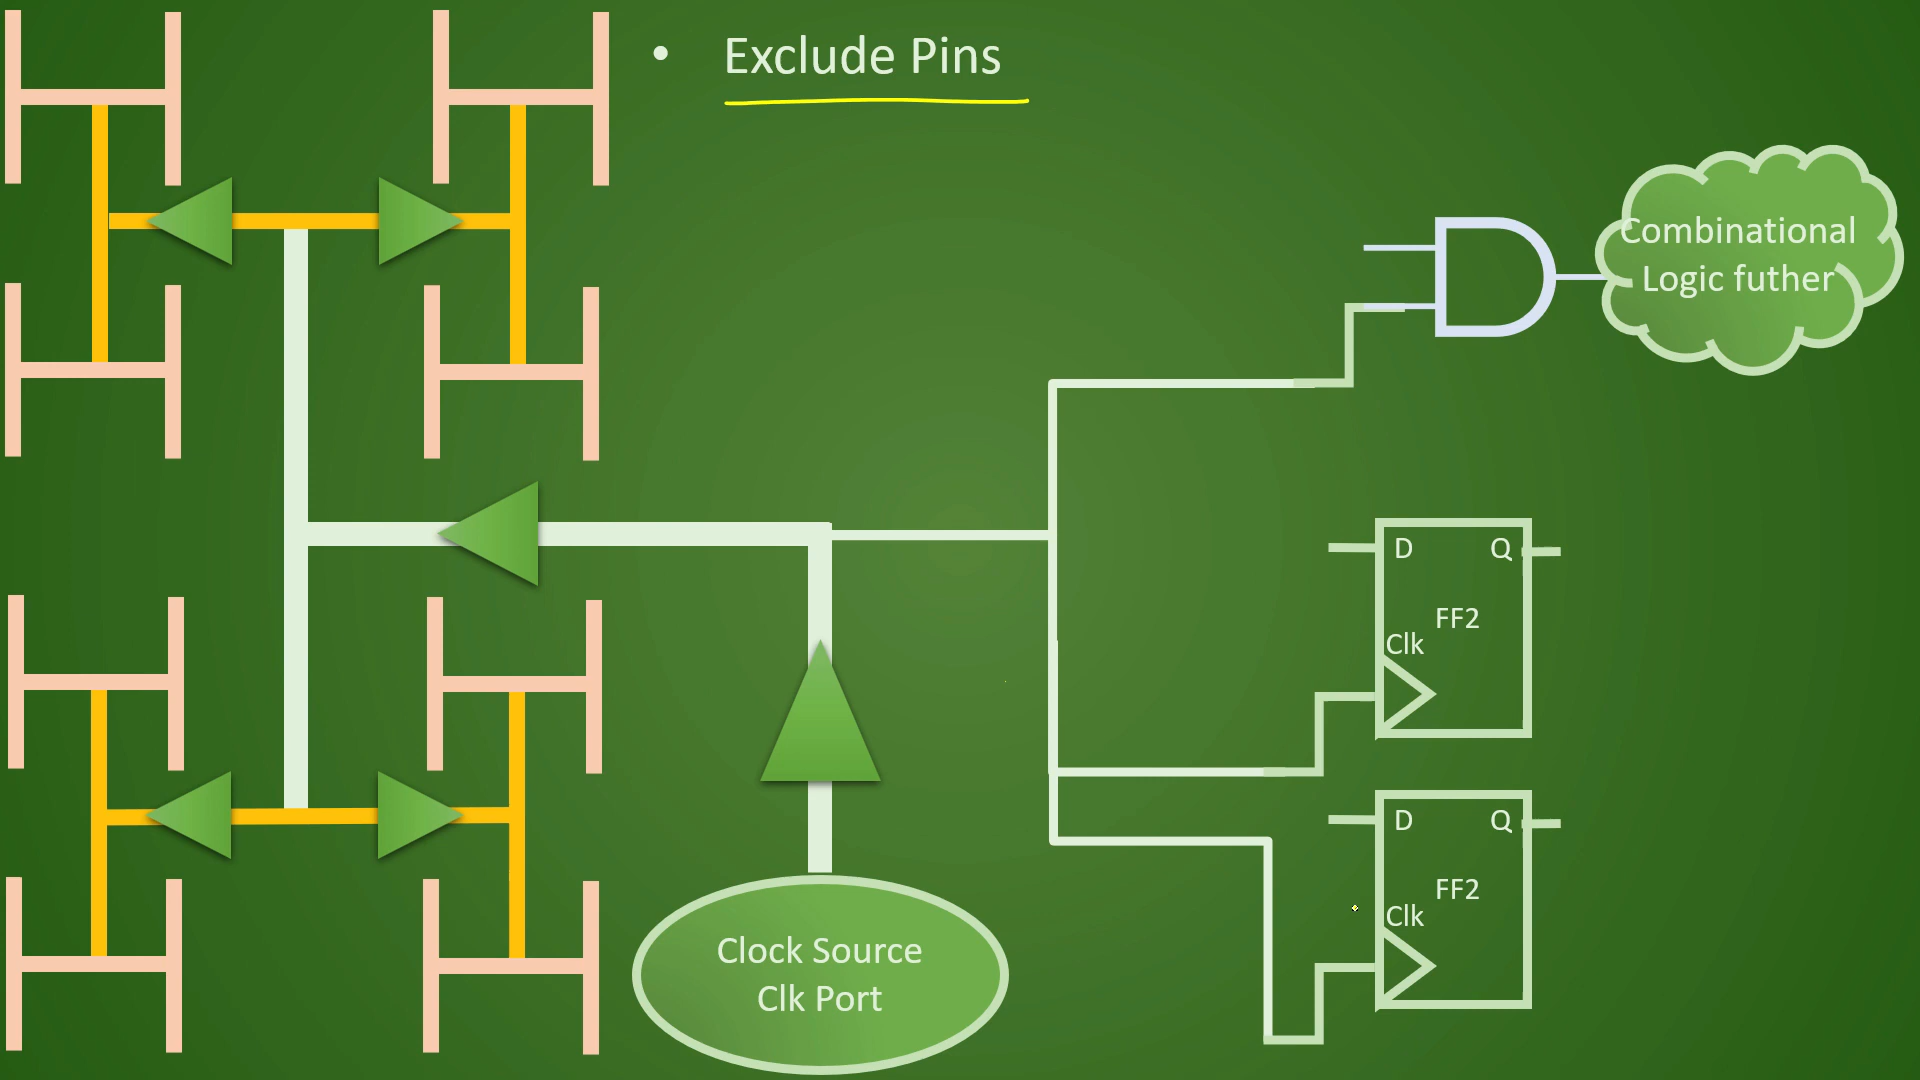 • Exclude Pins
Combinational
Logic futher
D Q
FF2
Clk
D Q
FF2
Clk
Clock Source
Clk Port